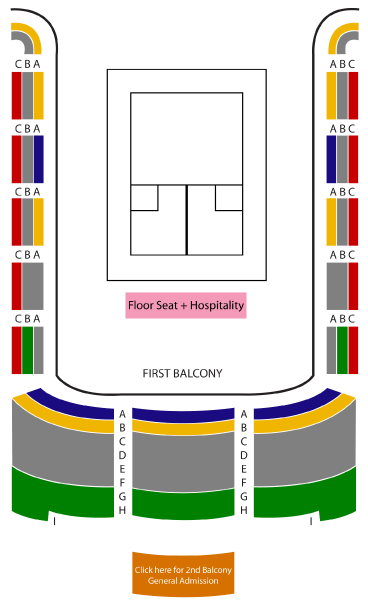 C B A
A B C
C B A
A B C
C B A
A B C
C B A
A B C
C B A
A B C
Floor Seat + Hospitality
FIRST BALCONY
A
B
C
D
E
F
G
H
A
B
C
D
E
F
G
H
I
I
Click here for 2nd Balcony
General Admission